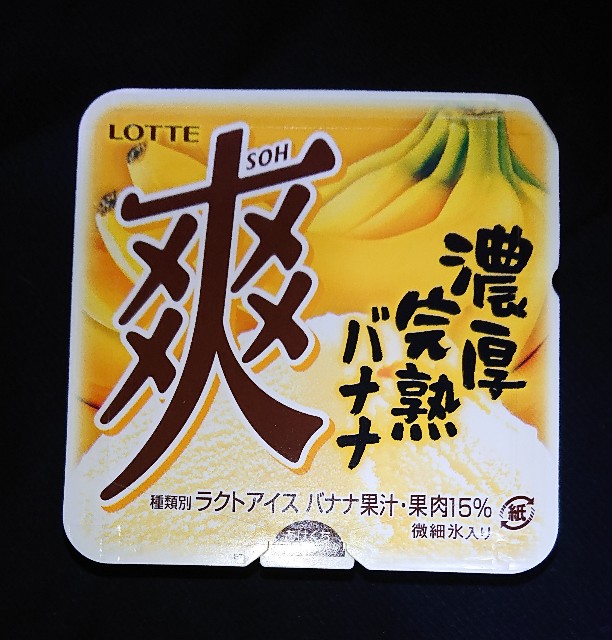 LOTTE
SOH
爽
濃厚
完熟
バナナ
種類別 ラクトアイス バナナ果汁・果肉15%
微細氷入り
紙